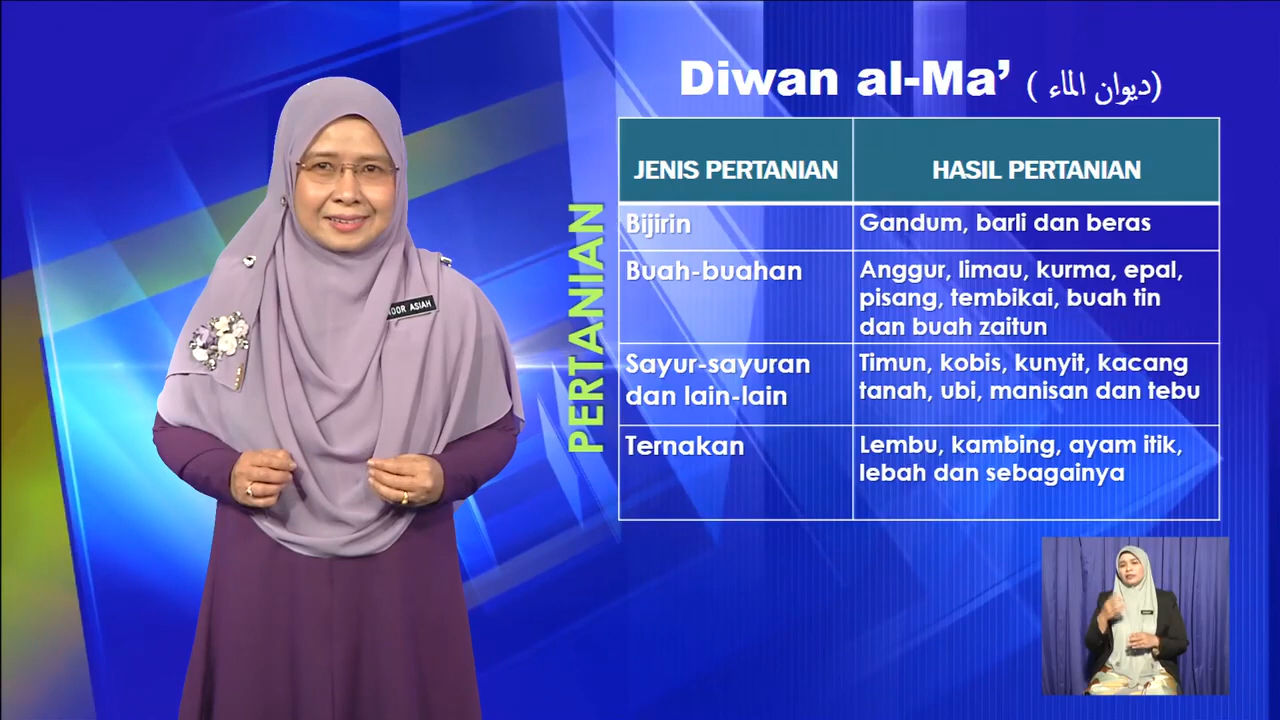 Diwan al-Ma’ ( ديوان الماء)
JENIS PERTANIAN
HASIL PERTANIAN
PERTANIAN
Bijirin
Gandum, barli dan beras
Buah-buahan
Anggur, limau, kurma, epal,
pisang, tembikai, buah tin
dan buah zaitun
Sayur-sayuran
dan lain-lain
Timun, kobis, kunyit, kacang
tanah, ubi, manisan dan tebu
Ternakan
Lembu, kambing, ayam itik,
lebah dan sebagainya
NOOR ASIAH